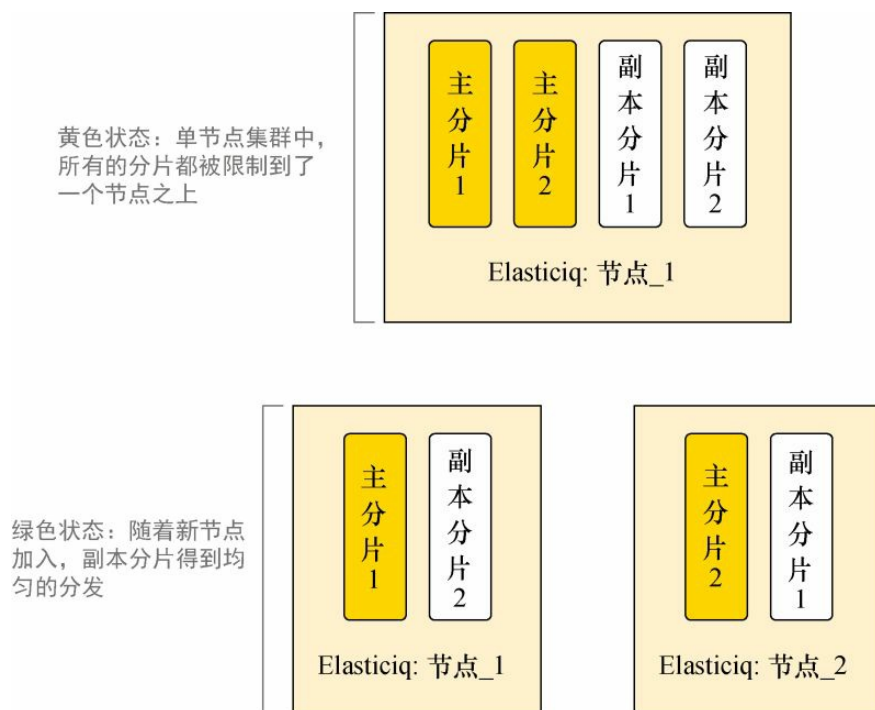 黄色状态：单节点集群中，
所有的分片都被限制到了
一个节点之上
主分片1
主分片2
副本分片1
副本分片2
Elasticiq: 节点_1
绿色状态：随着新节点
加入，副本分片得到均
匀的分发
主分片1
副本分片2
Elasticiq: 节点_1
主分片2
副本分片1
Elasticiq: 节点_2